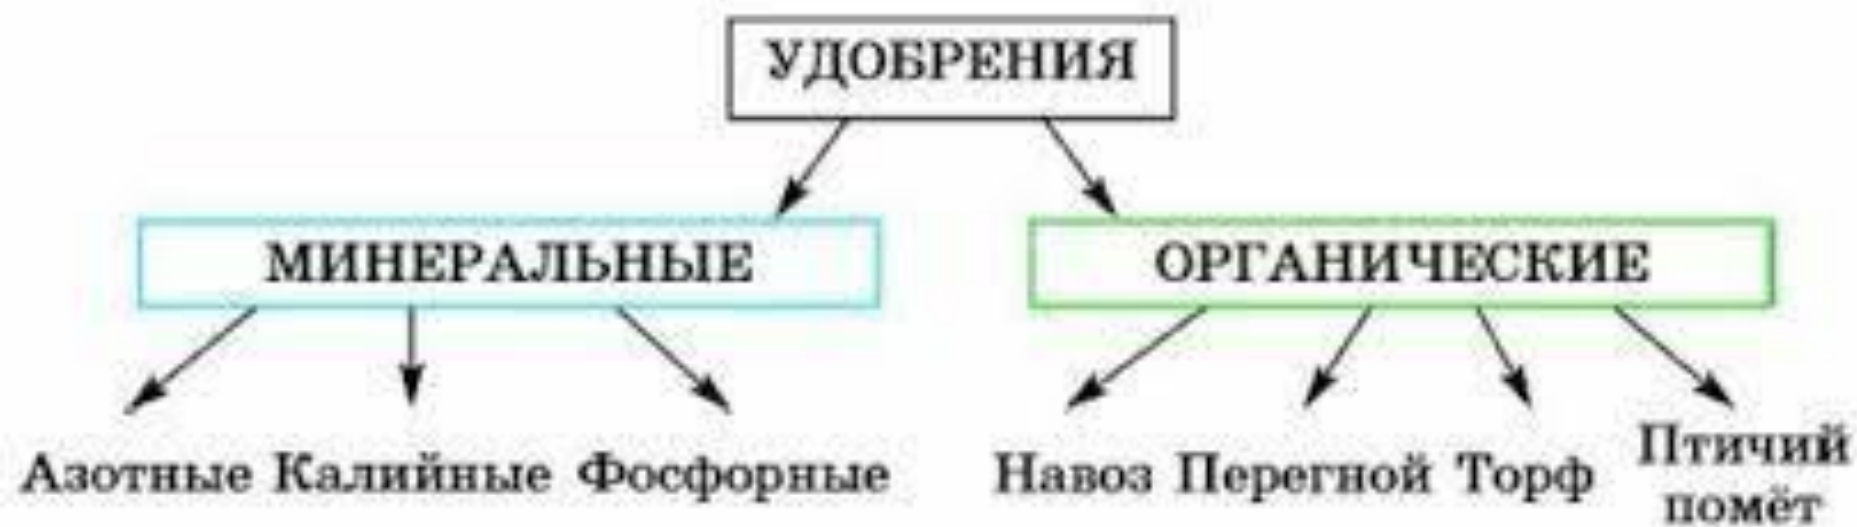 УДОБРЕНИЯ
МИНЕРАЛЬНЫЕ
ОРГАНИЧЕСКИЕ
Азотные Калийные Фосфорные
Навоз Перегной Торф Птичий
помёт